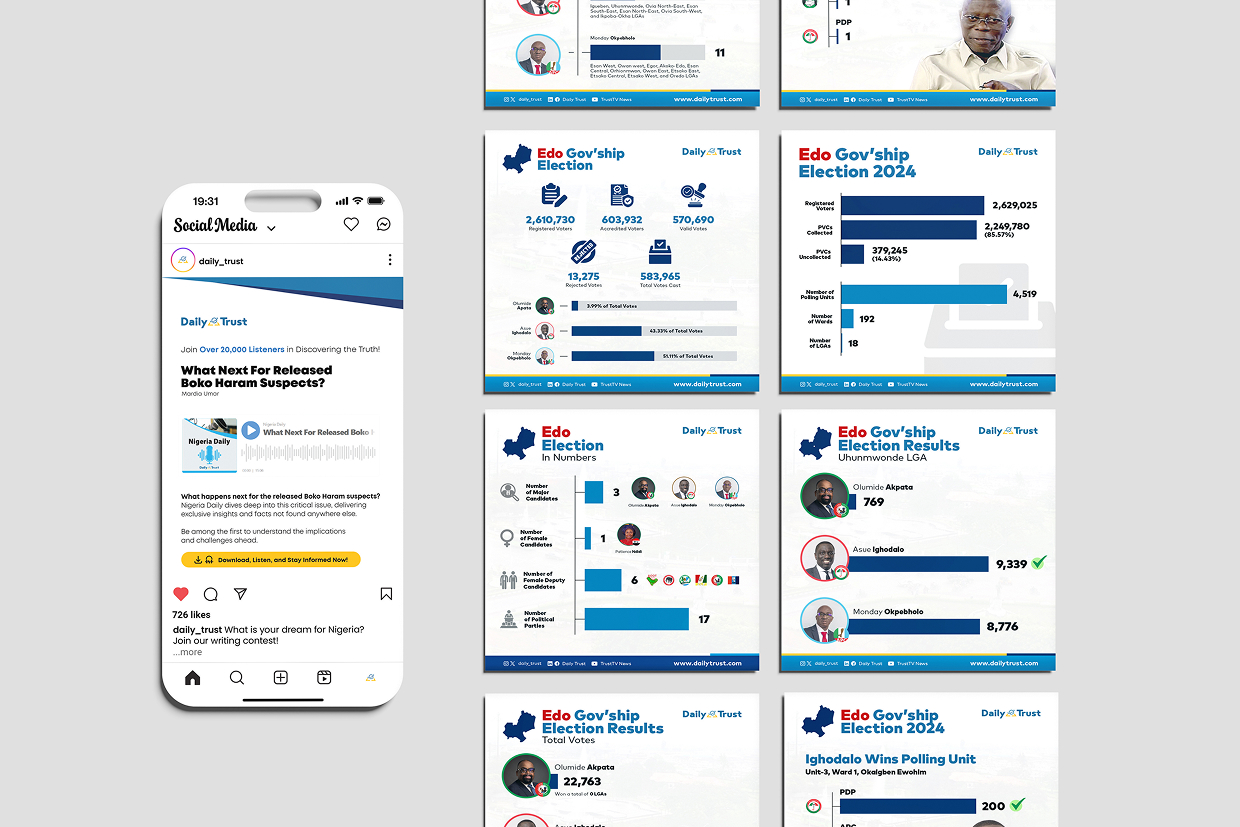 19:31
Social Media
daily_trust
Daily Trust
Join Over 20,000 Listeners in Discovering the Truth!
What Next For Released
Boko Haram Suspects?
Mardia Umar
Nigeria Daily
Daily Trust
Nigeria Daily
What Next For Released Boko
What happens next for the released Boko Haram suspects?
Nigeria Daily dives deep into this critical issue, delivering
exclusive insights and facts not found anywhere else.
Be among the first to understand the implications
and challenges ahead.
Download, Listen, and Stay Informed Now!
726 likes
daily_trust What is your dream for Nigeria?
Join our writing contest!
...more
Igueben, Uhunmwonde, Ovia North-East, Esan
South-East, Esan North-East, Ovia South-West,
and Ikpoba-Okha LGAs
Monday Okpebholo
11
Esan West, Owan west, Egor, Akoko-Edo, Esan
Central, Orhionmwon, Owan East, Etsako East,
Etsako Central, Etsako West, and Oredo LGAs
daily_trust Daily Trust TrustTV News www.dailytrust.com
1
PDP
1
daily_trust Daily Trust TrustTV News www.dailytrust.com
Edo Gov'ship
Election
Daily Trust
2,610,730
Registered Voters
603,932
Accredited Voters
570,690
Valid Votes
REJECTED
13,275
Rejected Votes
583,965
Total Votes Cast
Olumide
Apata
3.99% of Total Votes
Asue
Ighodalo
43.33% of Total Votes
Monday
Okpebholo
51.11% of Total Votes
daily_trust Daily Trust TrustTV News www.dailytrust.com
Edo Gov'ship
Election 2024
Daily Trust
Registered
Voters
2,629,025
PVCs
Collected
2,249,780
(85.57%)
PVCs
Uncollected
379,245
(14.43%)
Number of
Polling Units
4,519
Number
of Wards
192
Number
of LGAs
18
daily_trust Daily Trust TrustTV News www.dailytrust.com
Edo
Election
In Numbers
Daily Trust
Number
of Major
Candidates
3
Olumide Akpata
Asue Ighodalo
Monday Okpebholo
Number
of Female
Candidates
1
Patience Ndidi
Number of
Female Deputy
Candidates
6
Number
of Political
Parties
17
daily_trust Daily Trust TrustTV News www.dailytrust.com
Edo Gov'ship
Election Results
Uhunmwonde LGA
Daily Trust
Olumide Akpata
769
Asue Ighodalo
9,339
Monday Okpebholo
8,776
daily_trust Daily Trust TrustTV News www.dailytrust.com
Edo Gov'ship
Election Results
Total Votes
Daily Trust
Olumide Akpata
22,763
Won a total of 0 LGAs
Asue Ighodalo
Edo Gov'ship
Election 2024
Daily Trust
Ighodalo Wins Polling Unit
Unit-3, Ward 1, Okaigben Ewohim
PDP
200
APC